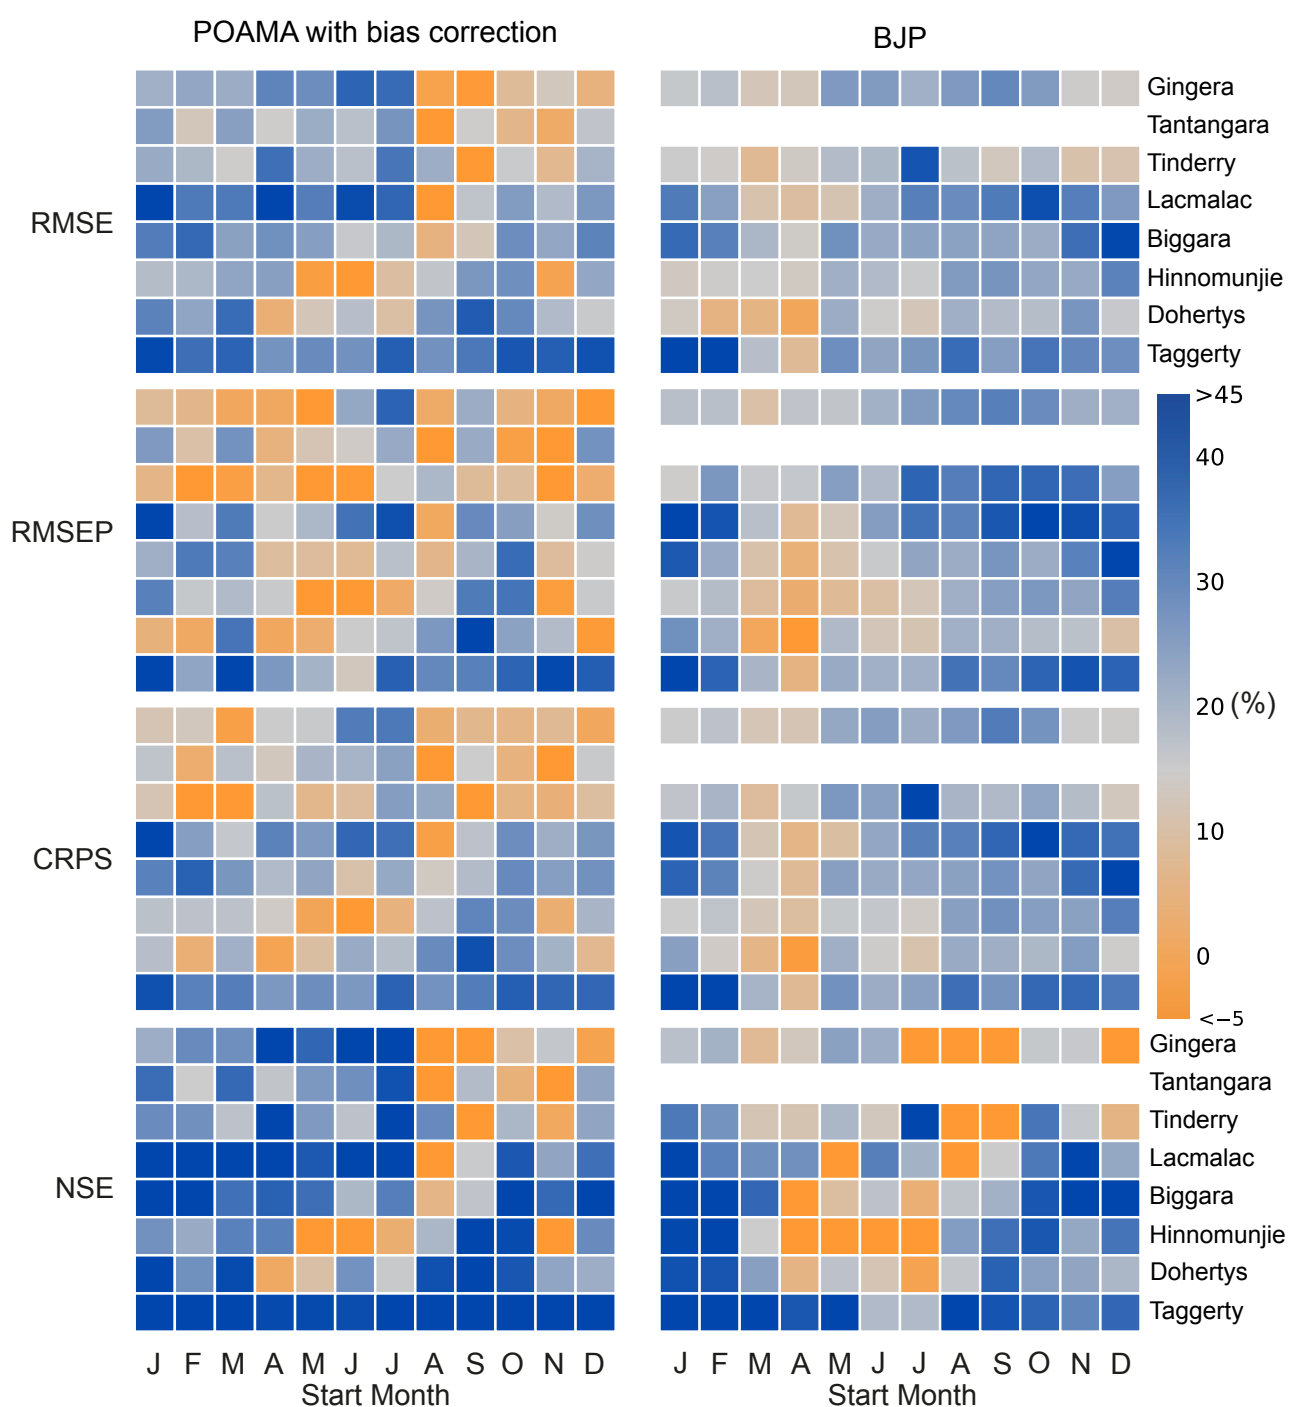 POAMA with bias correction
BJP
RMSE
Gingera
Tantangara
Tinderry
Lacmalac
Biggara
Hinnomunjie
Dohertys
Taggerty
RMSEP
>45
40
30
20 (%)
10
0
<−5
CRPS
NSE
Gingera
Tantangara
Tinderry
Lacmalac
Biggara
Hinnomunjie
Dohertys
Taggerty
J F M A M J J A S O N D
Start Month
J F M A M J J A S O N D
Start Month